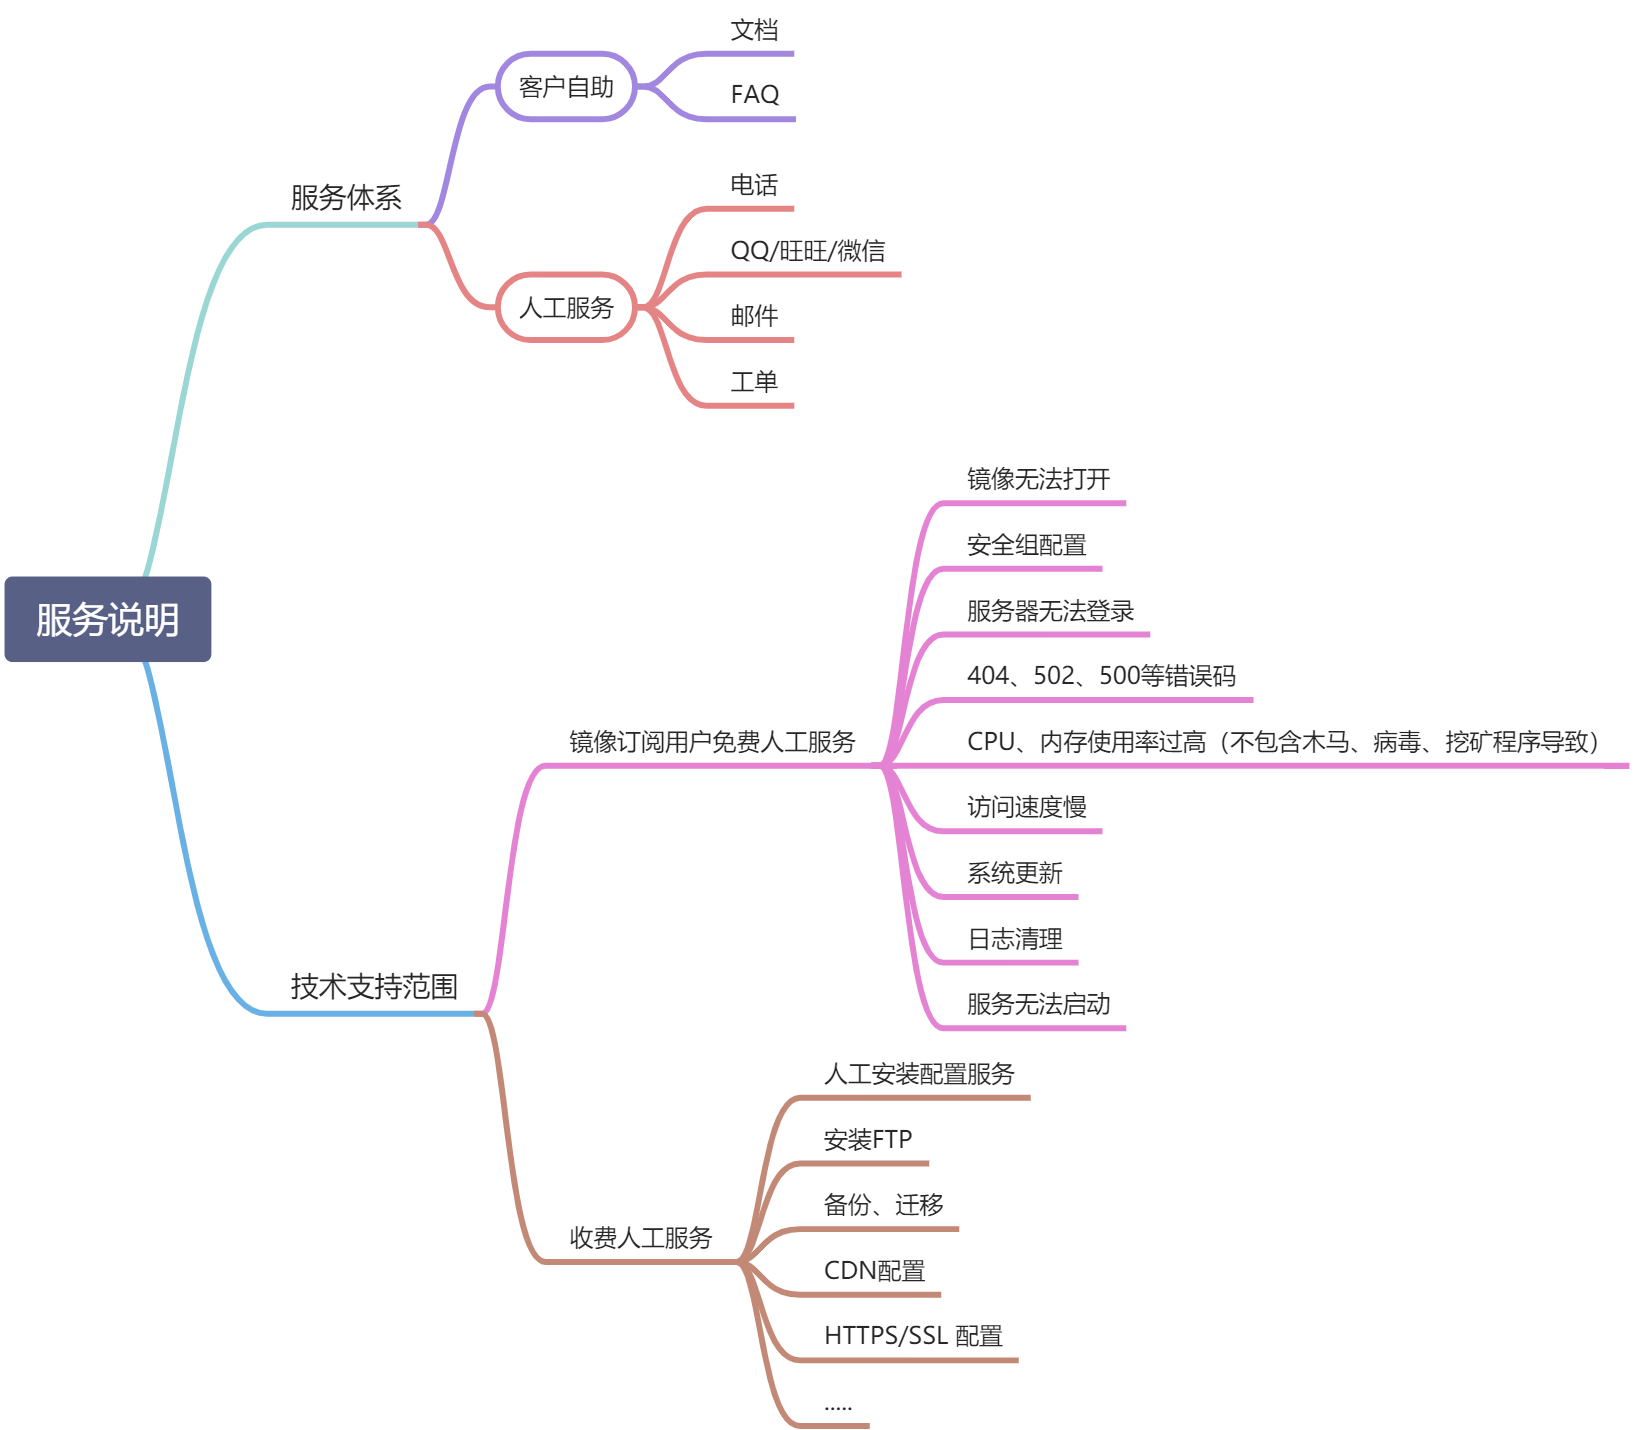 服务说明
服务体系
客户自助
文档
FAQ
人工服务
电话
QQ/旺旺/微信
邮件
工单
技术支持范围
镜像订阅用户免费人工服务
镜像无法打开
安全组配置
服务器无法登录
404、502、500等错误码
CPU、内存使用率过高（不包含木马、病毒、挖矿程序导致）
访问速度慢
系统更新
日志清理
服务无法启动
收费人工服务
人工安装配置服务
安装FTP
备份、迁移
CDN配置
HTTPS/SSL 配置
.....